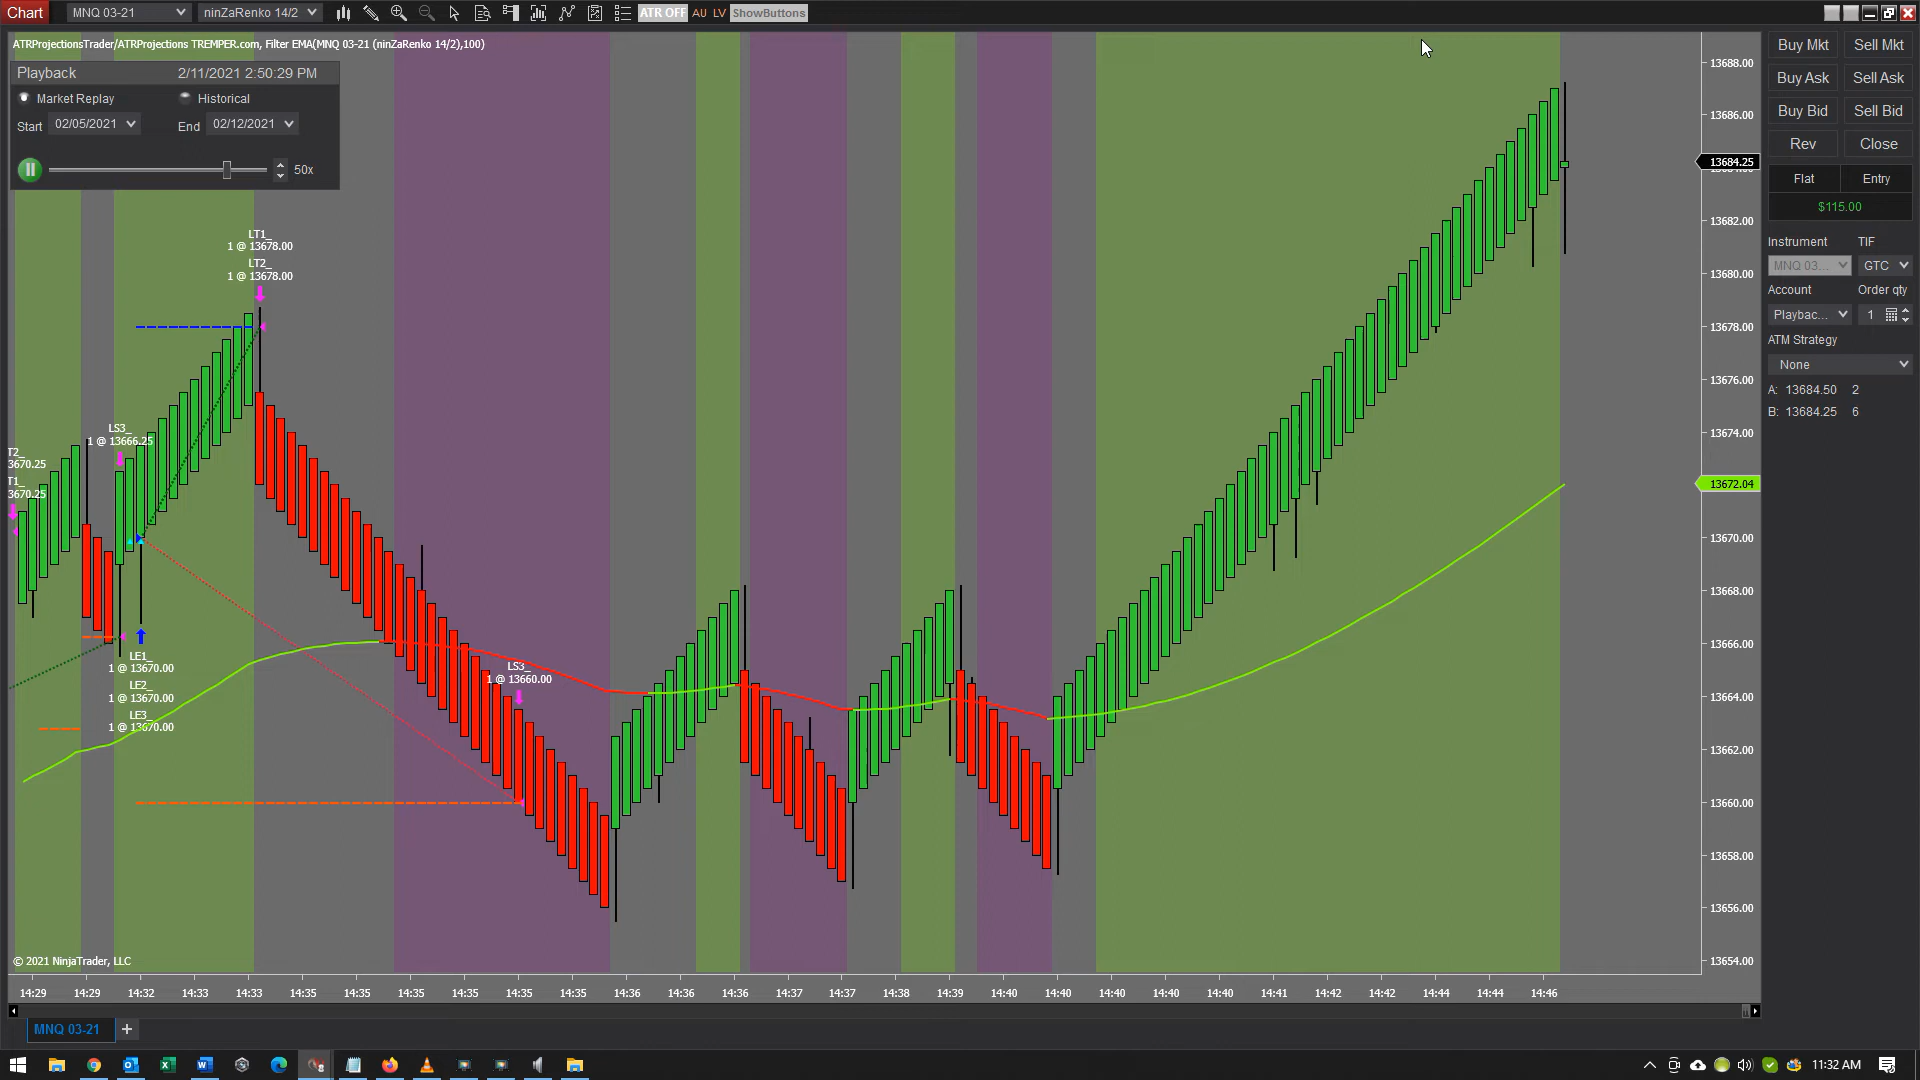 Chart MNQ 03-21 ninZaRenko 14/2 ATR OFF AU LV ShowButtons
ATRProjectionsTrader/ATRProjections TREMPER.com, Filter EMA(MNQ 03-21 (ninZaRenko 14/2),100)
Playback 2/11/2021 2:50:29 PM
Market Replay Historical
Start 02/05/2021 End 02/12/2021
50x
LT1_
1 @ 13678.00
LT2_
1 @ 13678.00
LS3_
1 @ 13666.25
T2_
3670.25
T1_
3670.25
LE1_
1 @ 13670.00
LE2_
1 @ 13670.00
LE3_
1 @ 13670.00
LS3_
1 @ 13660.00
© 2021 NinjaTrader, LLC
13688.00
13686.00
13684.25
13682.00
13680.00
13678.00
13676.00
13674.00
13672.04
13670.00
13668.00
13666.00
13664.00
13662.00
13660.00
13658.00
13656.00
13654.00
Buy Mkt Sell Mkt
Buy Ask Sell Ask
Buy Bid Sell Bid
Rev Close
Flat Entry
$115.00
Instrument TIF
MNQ 03... GTC
Account Order qty
Playbac... 1
ATM Strategy
None
A: 13684.50 2
B: 13684.25 6
14:29 14:29 14:32 14:33 14:33 14:35 14:35 14:35 14:35 14:35 14:35 14:36 14:36 14:36 14:37 14:37 14:38 14:39 14:40 14:40 14:40 14:40 14:40 14:41 14:42 14:42 14:44 14:44 14:46
MNQ 03-21 +
11:32 AM